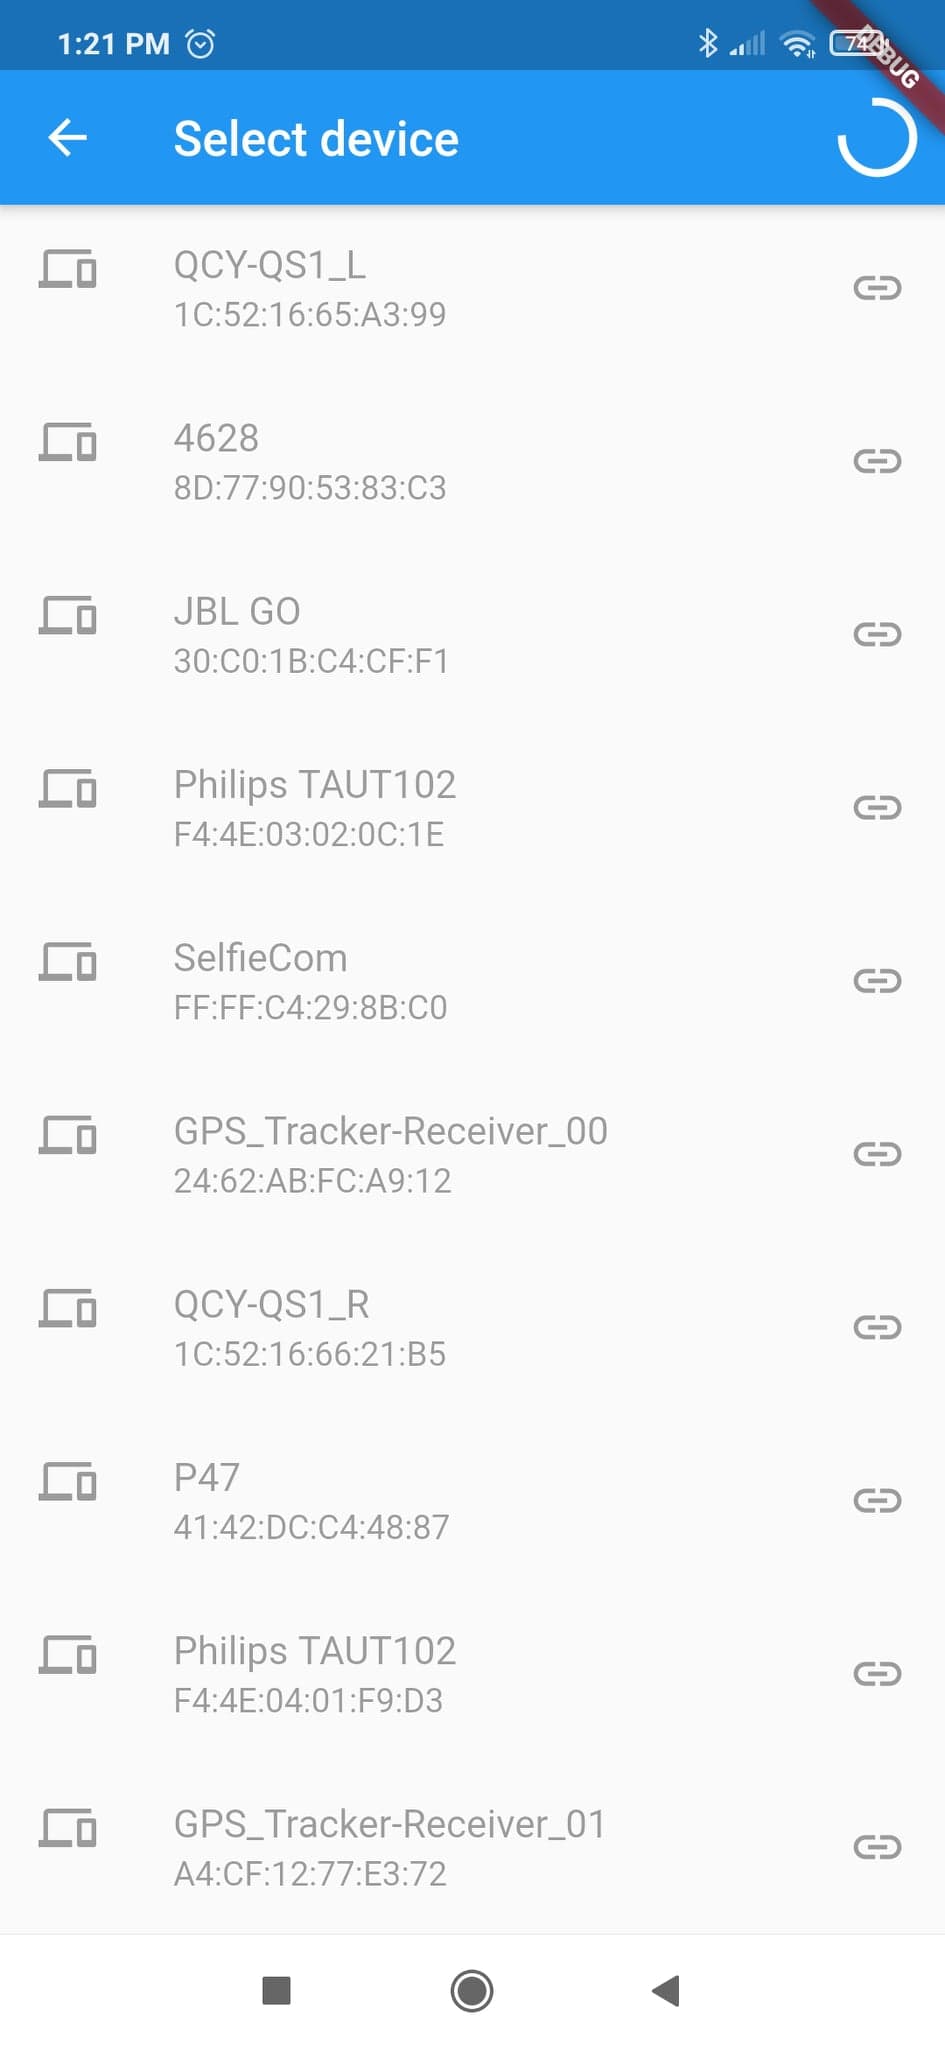 1:21 PM
74
DEBUG
Select device
QCY-QS1_L
1C:52:16:65:A3:99
4628
8D:77:90:53:83:C3
JBL GO
30:C0:1B:C4:CF:F1
Philips TAUT102
F4:4E:03:02:0C:1E
SelfieCom
FF:FF:C4:29:8B:C0
GPS_Tracker-Receiver_00
24:62:AB:FC:A9:12
QCY-QS1_R
1C:52:16:66:21:B5
P47
41:42:DC:C4:48:87
Philips TAUT102
F4:4E:04:01:F9:D3
GPS_Tracker-Receiver_01
A4:CF:12:77:E3:72